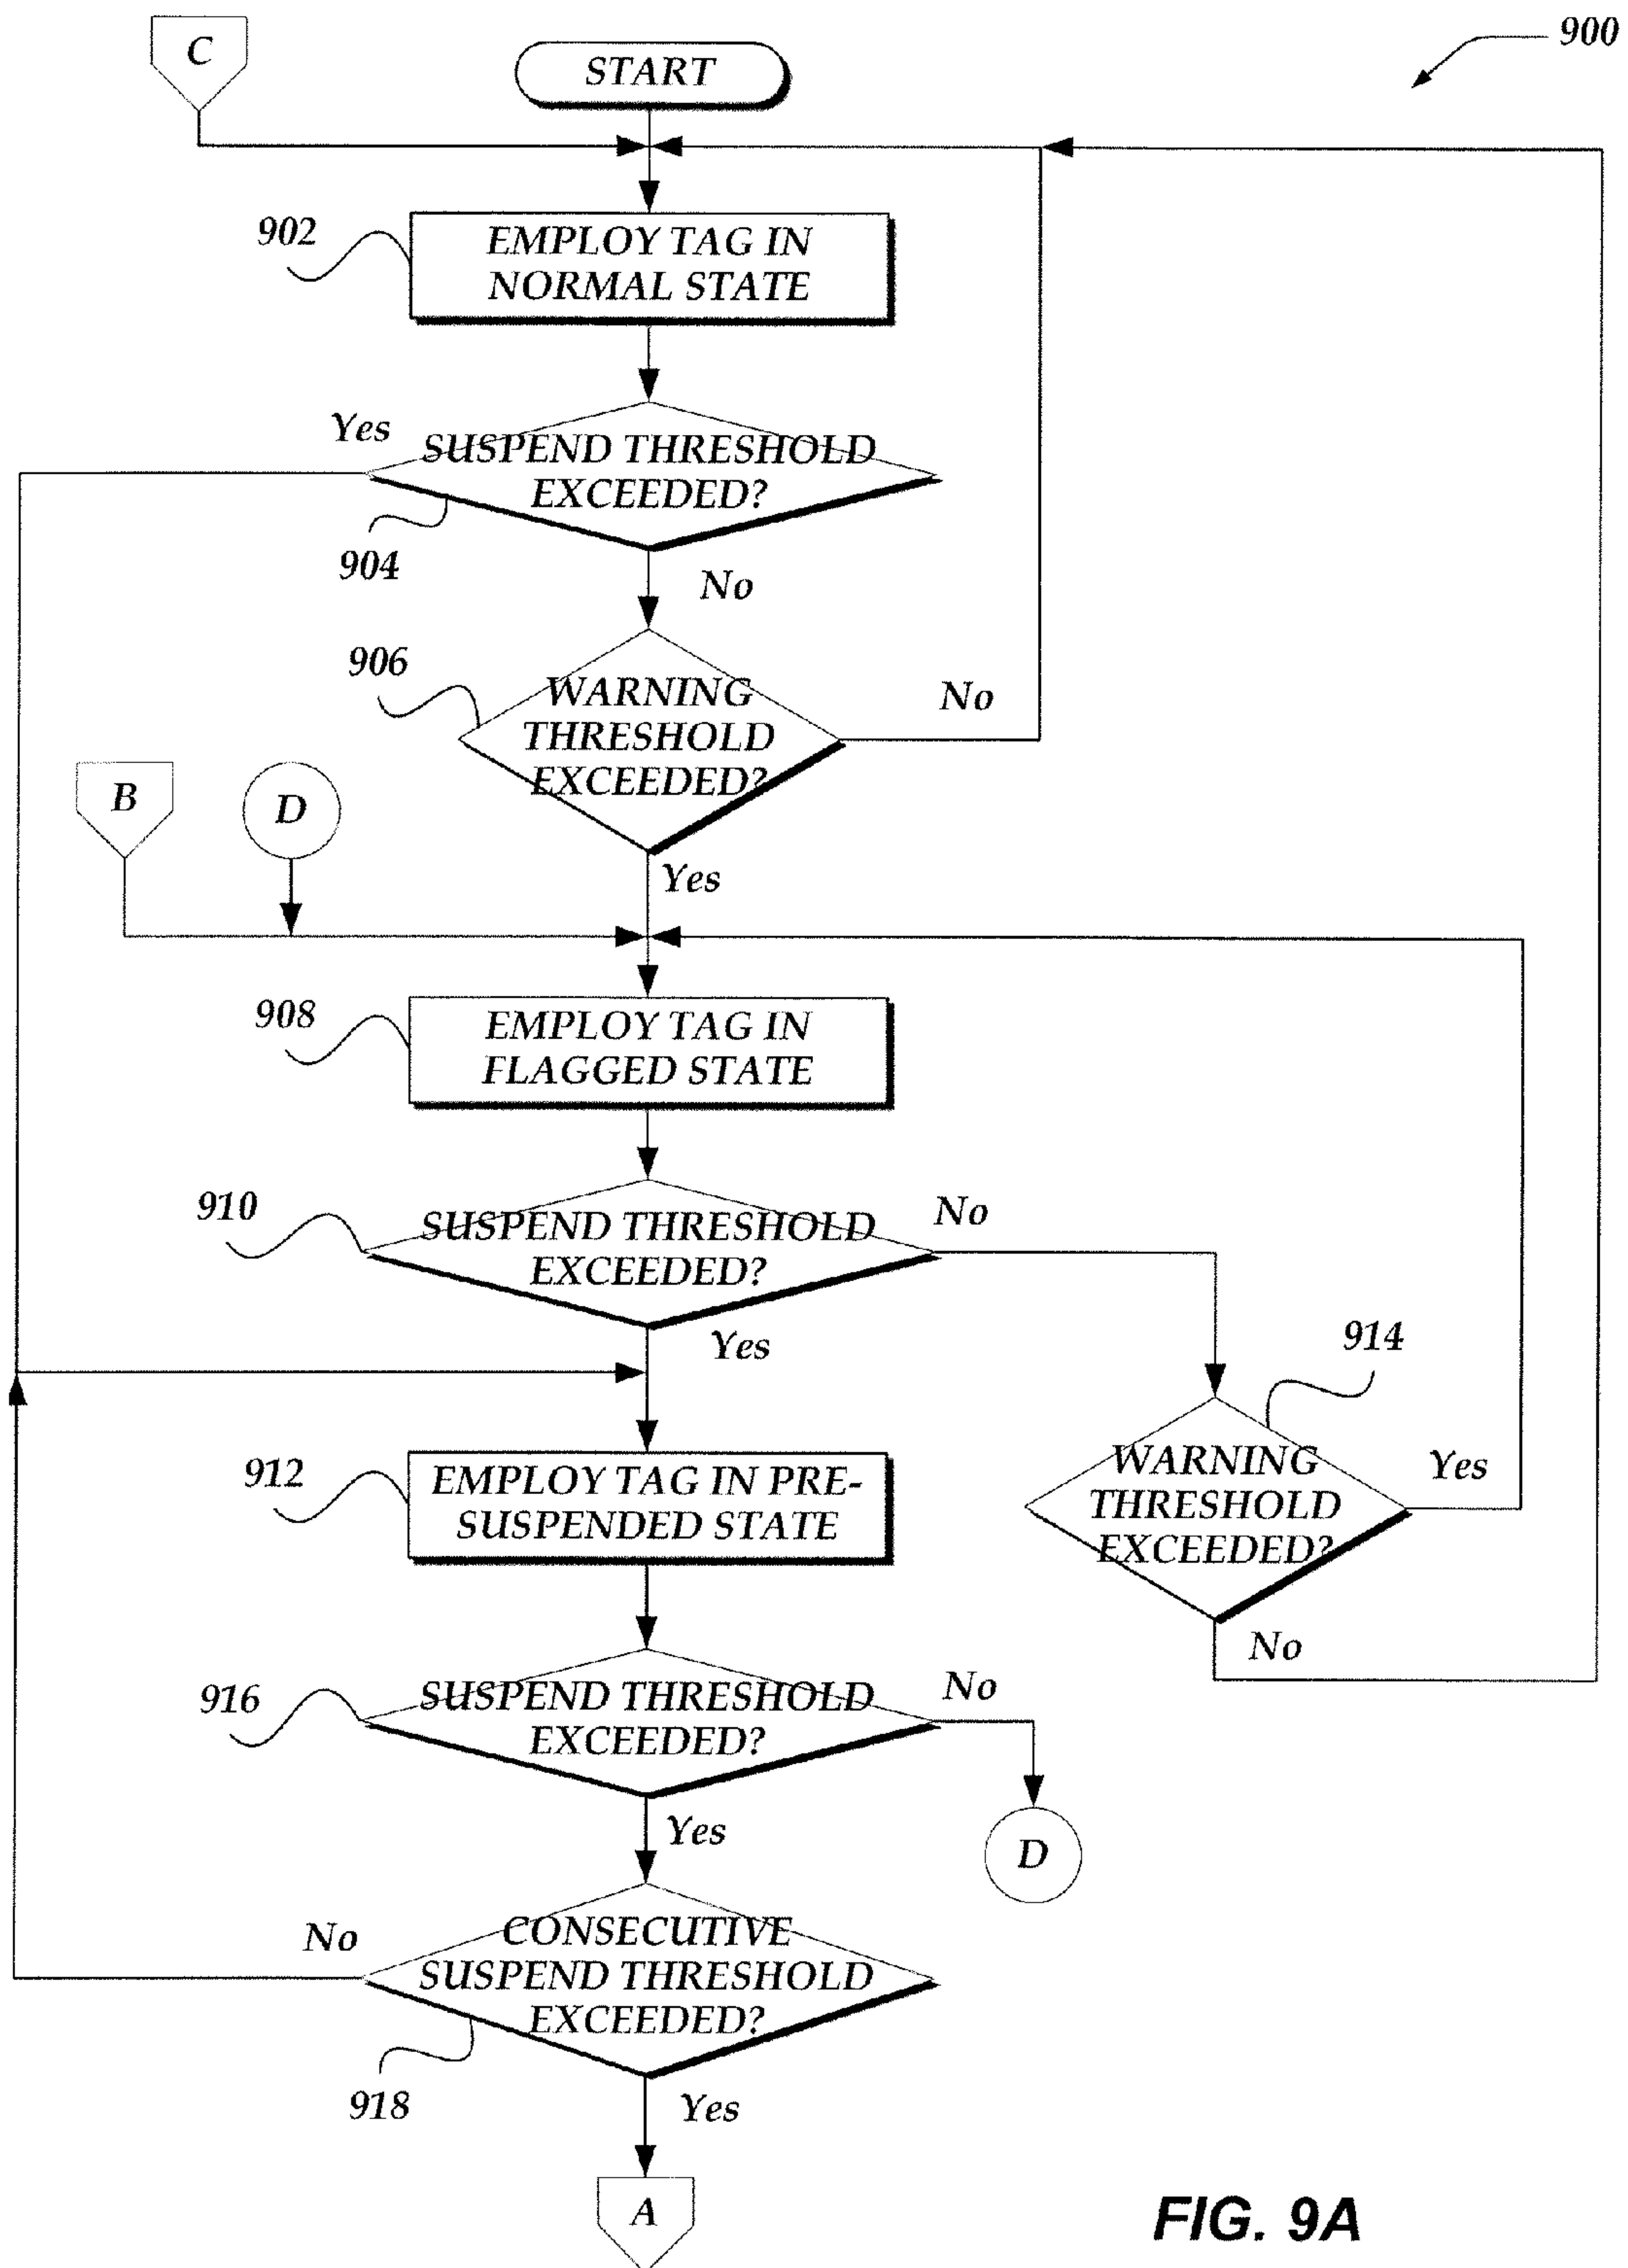 C
START
900
902
EMPLOY TAG IN
NORMAL STATE
Yes
SUSPEND THRESHOLD
EXCEEDED?
904
No
906
WARNING
THRESHOLD
EXCEEDED?
No
B
D
Yes
908
EMPLOY TAG IN
FLAGGED STATE
910
SUSPEND THRESHOLD
EXCEEDED?
No
Yes
914
912
EMPLOY TAG IN PRE-
SUSPENDED STATE
WARNING
THRESHOLD
EXCEEDED?
Yes
No
916
SUSPEND THRESHOLD
EXCEEDED?
No
Yes
D
No
CONSECUTIVE
SUSPEND THRESHOLD
EXCEEDED?
918
Yes
A
FIG. 9A